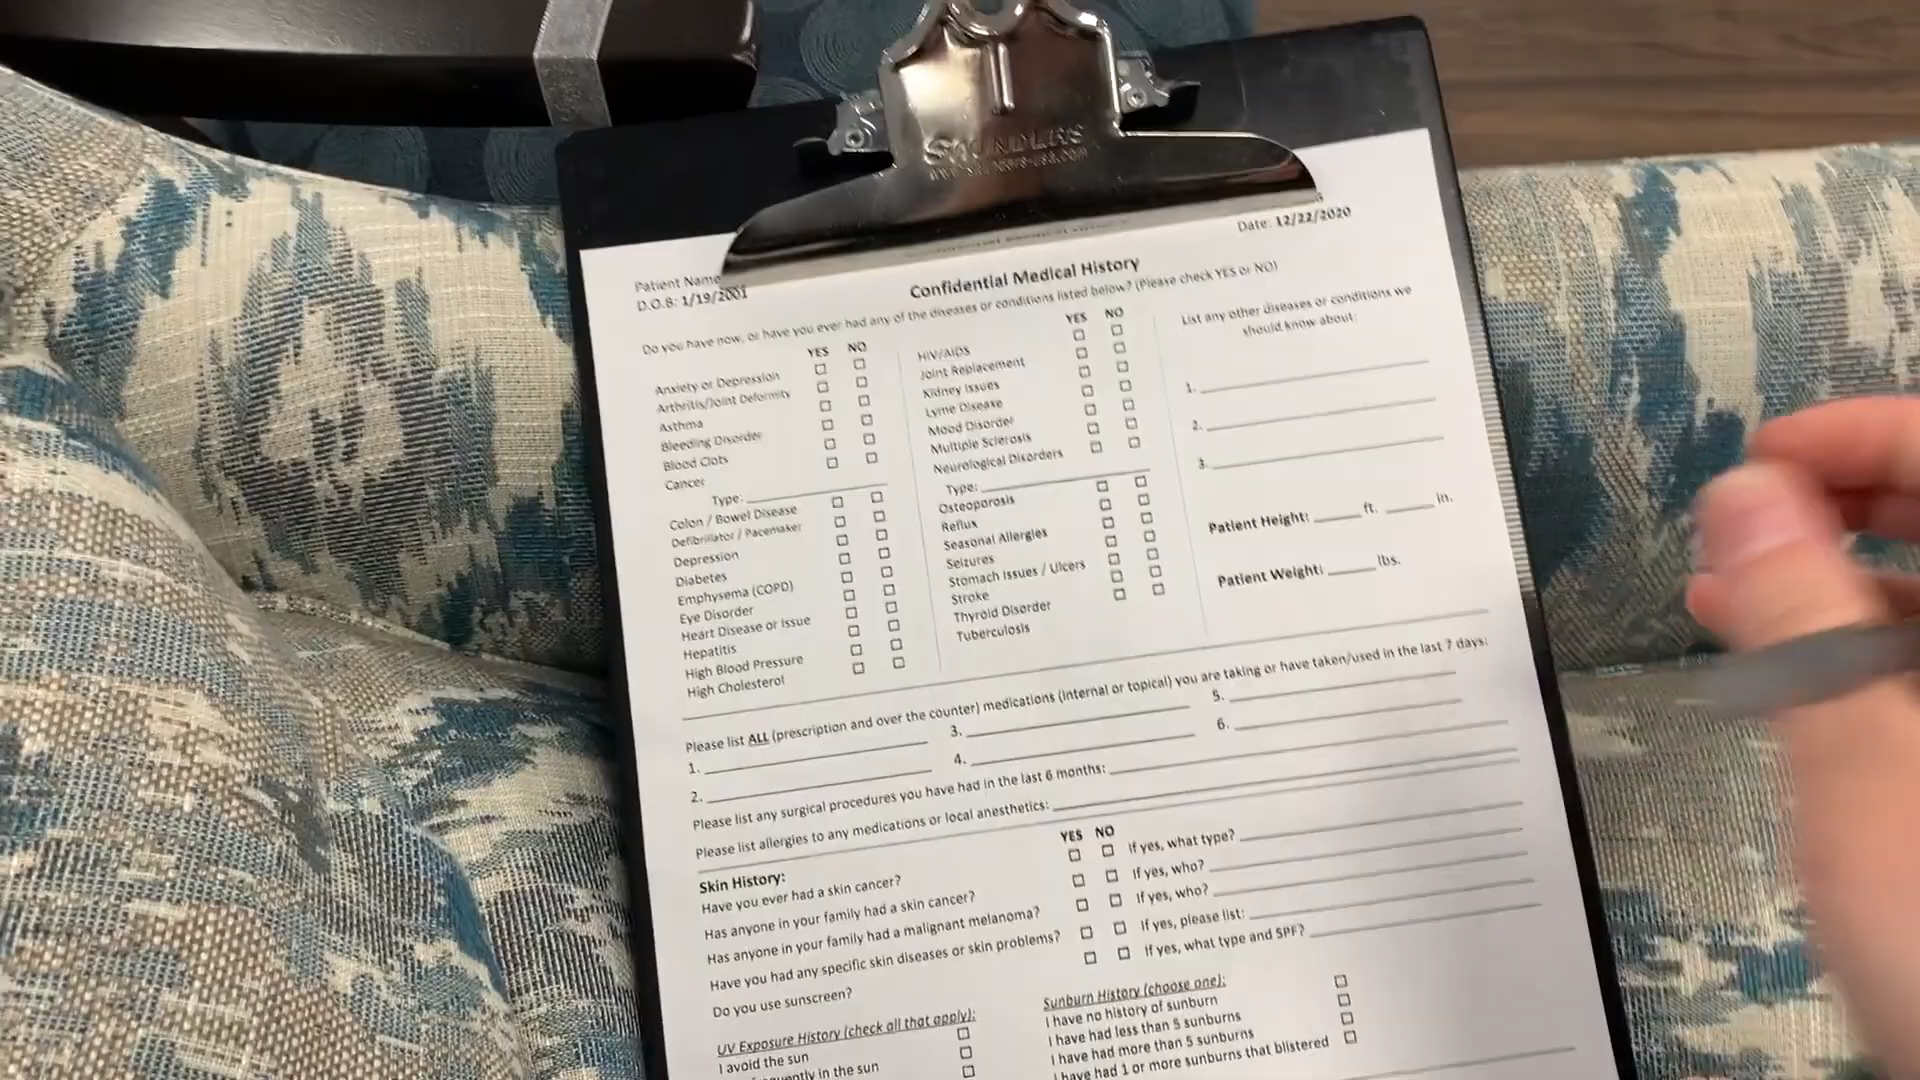 SAUNDERS
Date: 12/22/2020
Patient Name
D.O.B: 1/19/2001
Confidential Medical History
Do you have now, or have you ever had any of the diseases or conditions listed below? (Please check YES or NO)
YES NO
Anxiety or Depression
Arthritis/Joint Deformity
Asthma
Bleeding Disorder
Blood Clots
Cancer
Type:
Colon / Bowel Disease
Defibrillator / Pacemaker
Depression
Diabetes
Emphysema (COPD)
Eye Disorder
Heart Disease or Issue
Hepatitis
High Blood Pressure
High Cholesterol
YES NO
HIV/AIDS
Joint Replacement
Kidney Issues
Lyme Disease
Mood Disorder
Multiple Sclerosis
Neurological Disorders
Type:
Osteoporosis
Reflux
Seasonal Allergies
Seizures
Stomach Issues / Ulcers
Stroke
Thyroid Disorder
Tuberculosis
List any other diseases or conditions we
should know about:
1.
2.
3.
Patient Height: ft. in.
Patient Weight: lbs.
Please list ALL (prescription and over the counter) medications (internal or topical) you are taking or have taken/used in the last 7 days:
1. 3. 5.
2. 4. 6.
Please list any surgical procedures you have had in the last 6 months:
Please list allergies to any medications or local anesthetics:
Skin History: YES NO
Have you ever had a skin cancer? If yes, what type?
Has anyone in your family had a skin cancer? If yes, who?
Has anyone in your family had a malignant melanoma? If yes, who?
Have you had any specific skin diseases or skin problems? If yes, please list:
Do you use sunscreen? If yes, what type and SPF?
UV Exposure History (check all that apply):
I avoid the sun
in the sun
Sunburn History (choose one):
I have no history of sunburn
I have had less than 5 sunburns
I have had more than 5 sunburns
I have had 1 or more sunburns that blistered